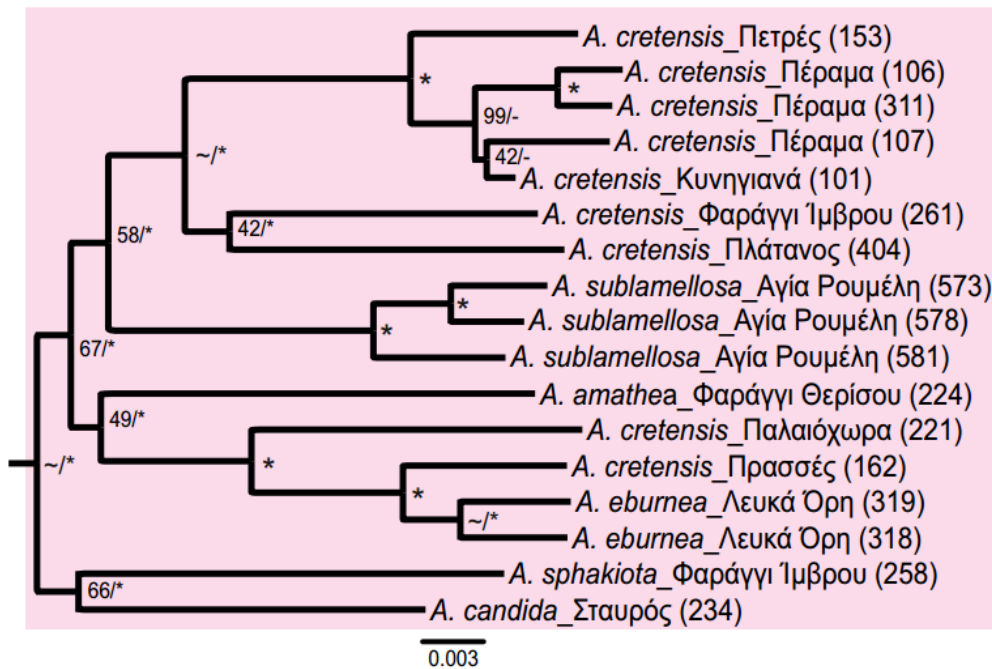 A. cretensis_Πετρές (153)
A. cretensis_Πέραμα (106)
*
*
A. cretensis_Πέραμα (311)
99/-
A. cretensis_Πέραμα (107)
~/*
42/-
A. cretensis_Κυνηγιανά (101)
A. cretensis_Φαράγγι Ίμβρου (261)
58/*
42/*
A. cretensis_Πλάτανος (404)
A. sublamellosa_Αγία Ρουμέλη (573)
*
A. sublamellosa_Αγία Ρουμέλη (578)
*
67/*
A. sublamellosa_Αγία Ρουμέλη (581)
A. amathea_Φαράγγι Θερίσου (224)
49/*
A. cretensis_Παλαιόχωρα (221)
~/*
*
A. cretensis_Πρασσές (162)
*
A. eburnea_Λευκά Όρη (319)
~/*
A. eburnea_Λευκά Όρη (318)
A. sphakiota_Φαράγγι Ίμβρου (258)
66/*
A. candida_Σταυρός (234)
0.003